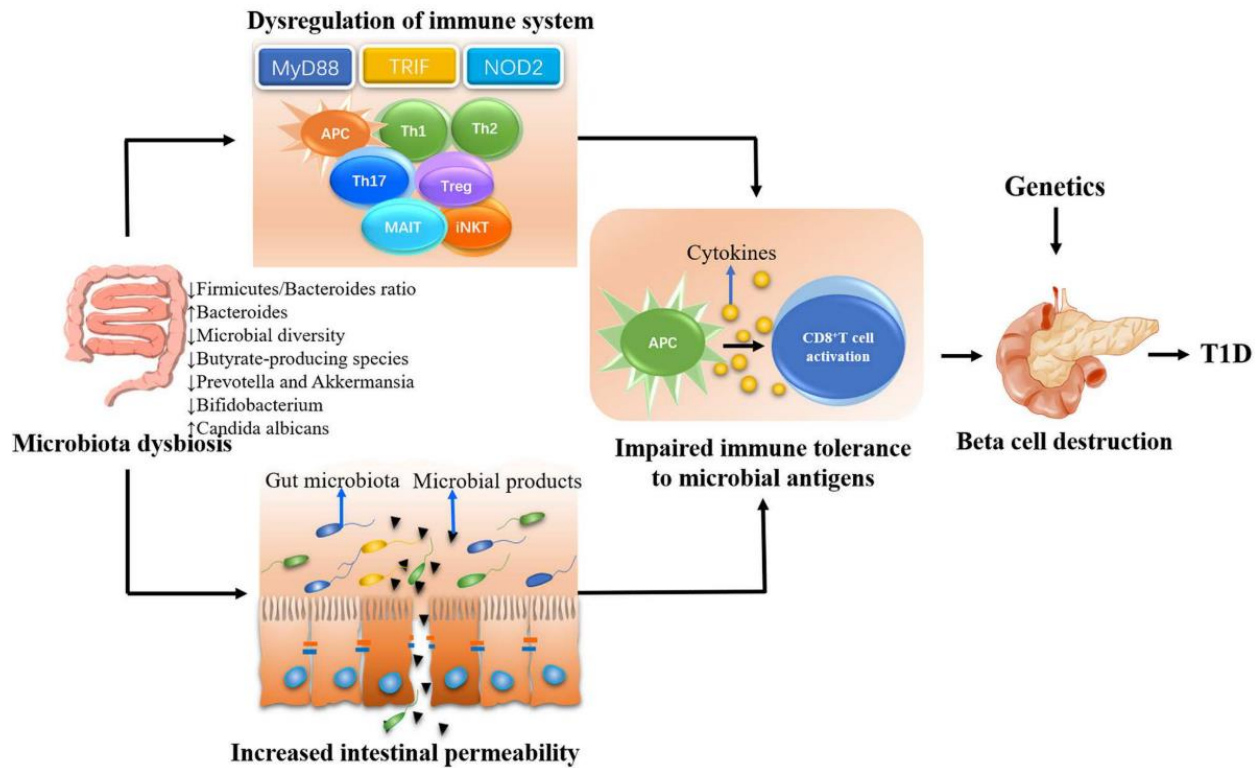 Dysregulation of immune system
MyD88
TRIF
NOD2
APC
Th1
Th2
Th17
Treg
MAIT
iNKT
↓Firmicutes/Bacteroides ratio
↑Bacteroides
↓Microbial diversity
↓Butyrate-producing species
↓Prevotella and Akkermansia
↓Bifidobacterium
↑Candida albicans
Microbiota dysbiosis
Gut microbiota
Microbial products
Increased intestinal permeability
Cytokines
APC
CD8⁺T cell
activation
Impaired immune tolerance
to microbial antigens
Genetics
Beta cell destruction
T1D